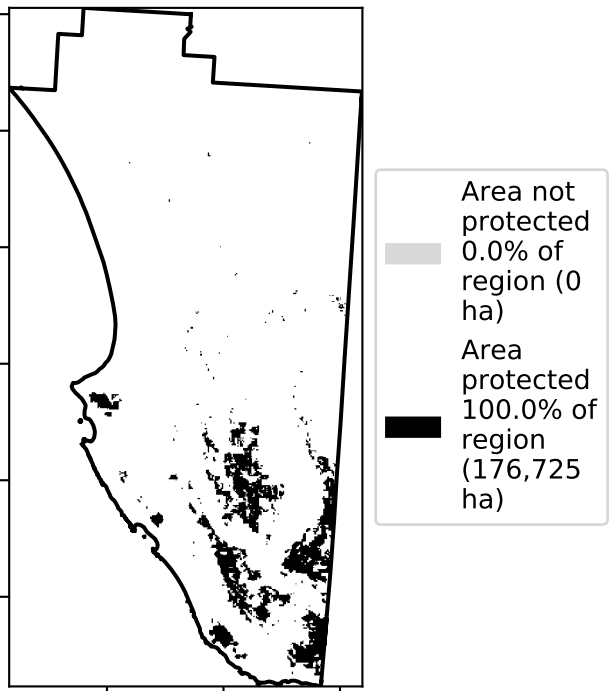 Area not
protected
0.0% of
region (0
ha)
Area
protected
100.0% of
region
(176,725
ha)